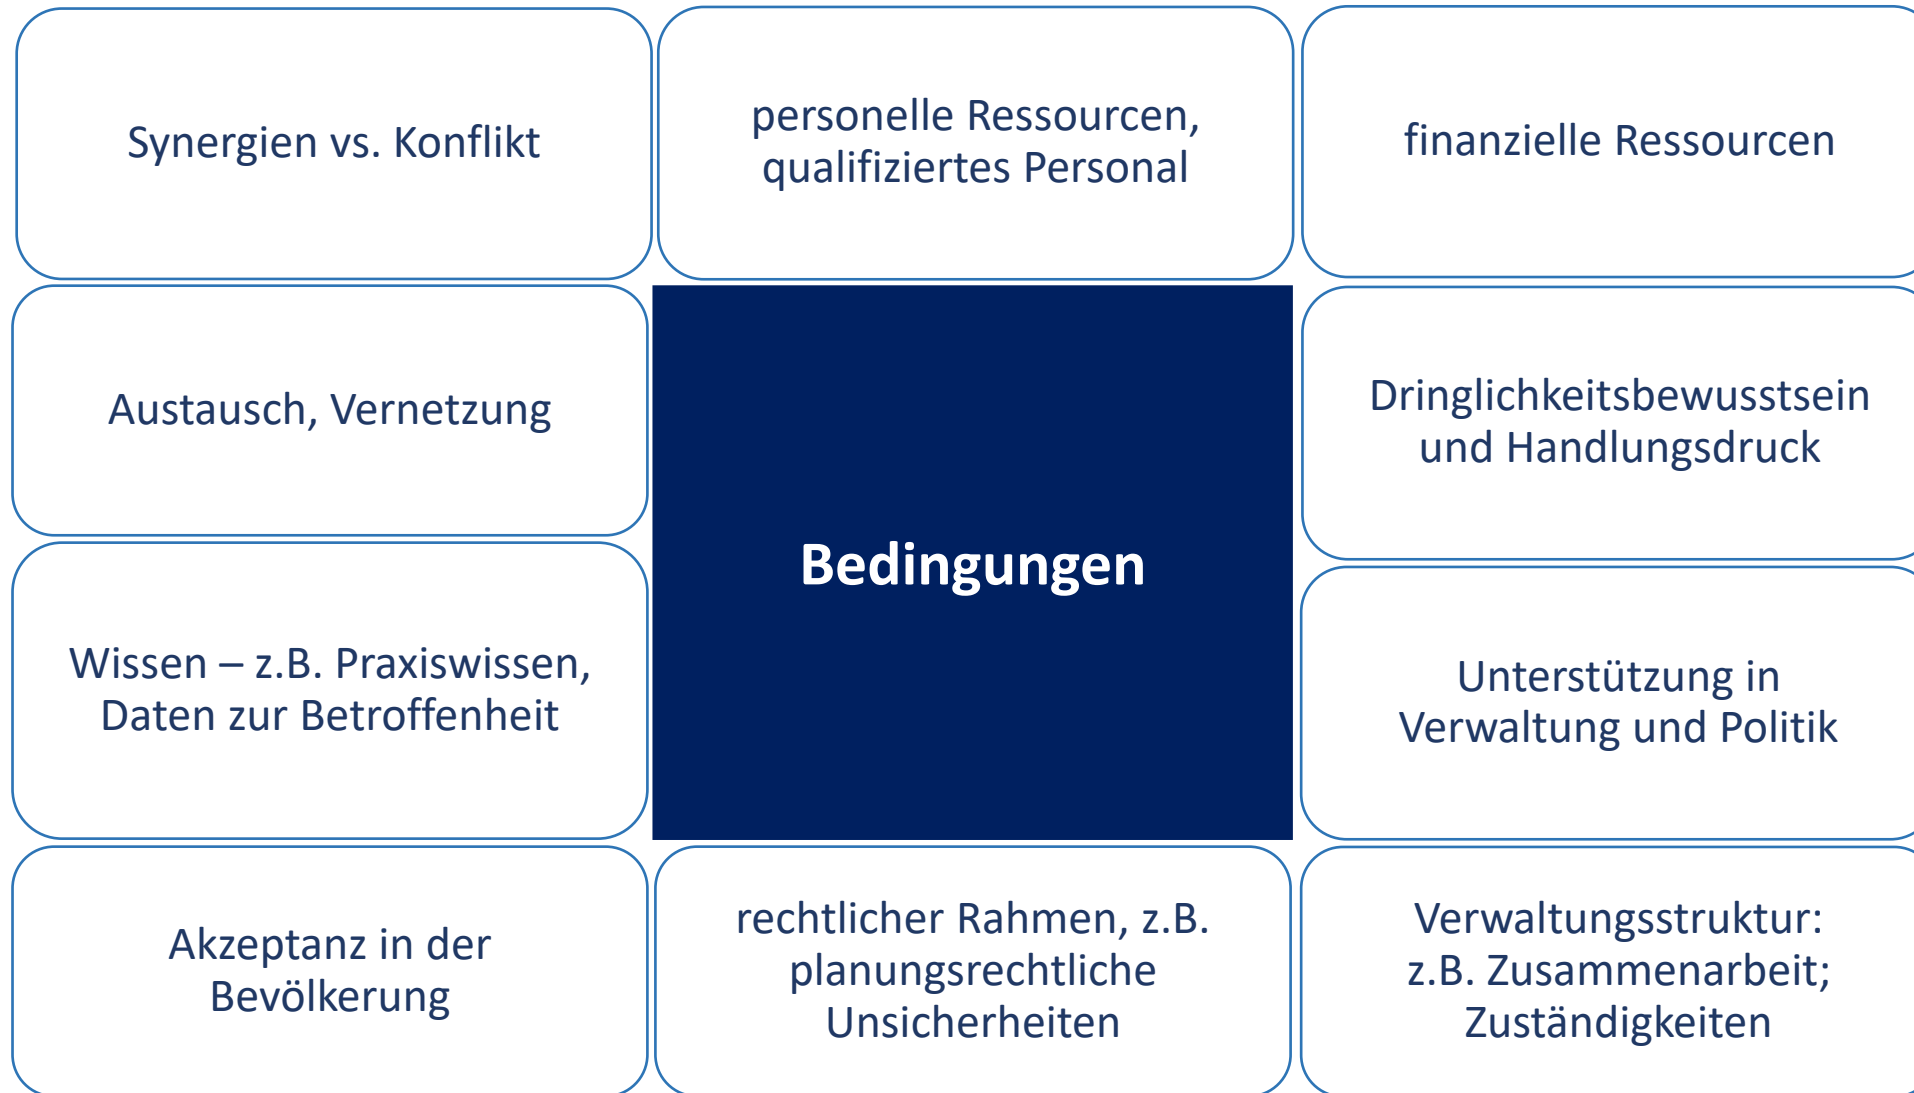 Synergien vs. Konflikt
personelle Ressourcen,
qualifiziertes Personal
finanzielle Ressourcen
Austausch, Vernetzung
Dringlichkeitsbewusstsein
und Handlungsdruck
Bedingungen
Wissen – z.B. Praxiswissen,
Daten zur Betroffenheit
Unterstützung in
Verwaltung und Politik
Akzeptanz in der
Bevölkerung
rechtlicher Rahmen, z.B.
planungsrechtliche
Unsicherheiten
Verwaltungsstruktur:
z.B. Zusammenarbeit;
Zuständigkeiten